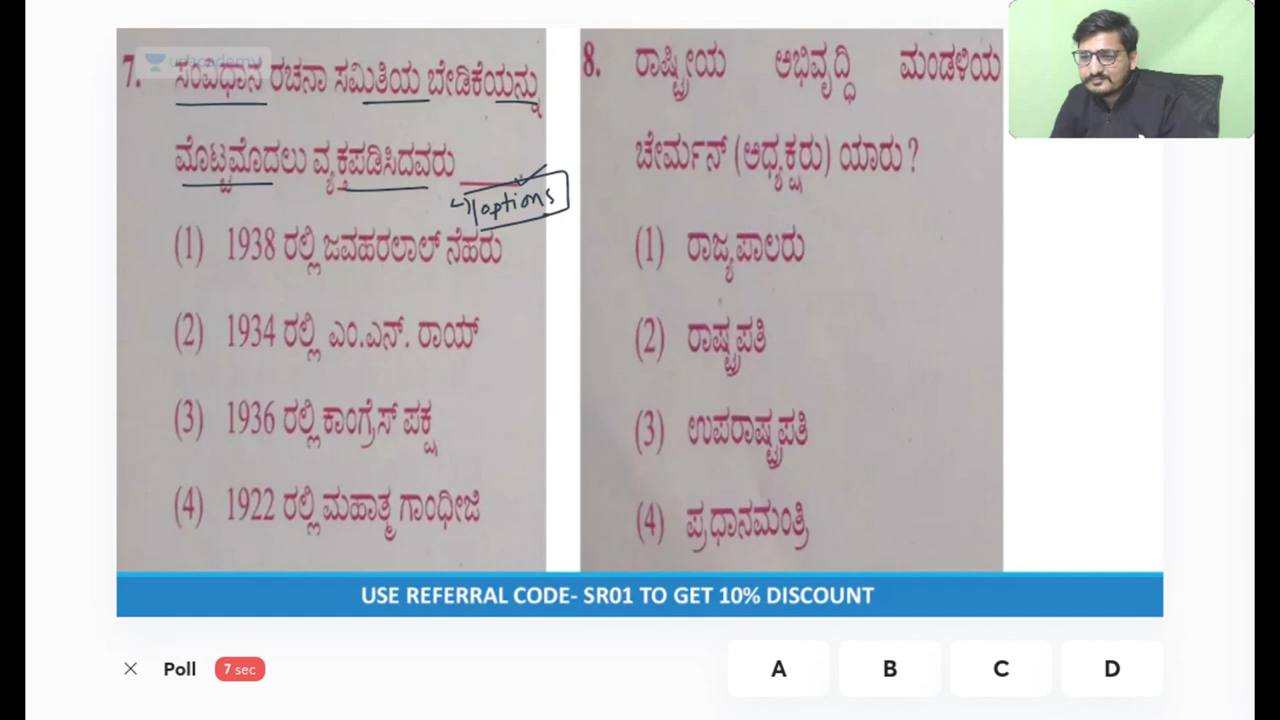 unacademy
7. ಸಂವಿಧಾನ ರಚನಾ ಸಮಿತಿಯ ಬೇಡಿಕೆಯನ್ನು
ಮೊಟ್ಟಮೊದಲು ವ್ಯಕ್ತಪಡಿಸಿದವರು ______
options
(1) 1938 ರಲ್ಲಿ ಜವಹರಲಾಲ್ ನೆಹರು
(2) 1934 ರಲ್ಲಿ ಎಂ.ಎನ್. ರಾಯ್
(3) 1936 ರಲ್ಲಿ ಕಾಂಗ್ರೆಸ್ ಪಕ್ಷ
(4) 1922 ರಲ್ಲಿ ಮಹಾತ್ಮ ಗಾಂಧೀಜಿ
8. ರಾಷ್ಟ್ರೀಯ ಅಭಿವೃದ್ಧಿ ಮಂಡಳಿಯ
ಚೇರ್ಮನ್ (ಅಧ್ಯಕ್ಷರು) ಯಾರು?
(1) ರಾಜ್ಯಪಾಲರು
(2) ರಾಷ್ಟ್ರಪತಿ
(3) ಉಪರಾಷ್ಟ್ರಪತಿ
(4) ಪ್ರಧಾನಮಂತ್ರಿ
USE REFERRAL CODE- SR01 TO GET 10% DISCOUNT
× Poll 7 sec A B C D